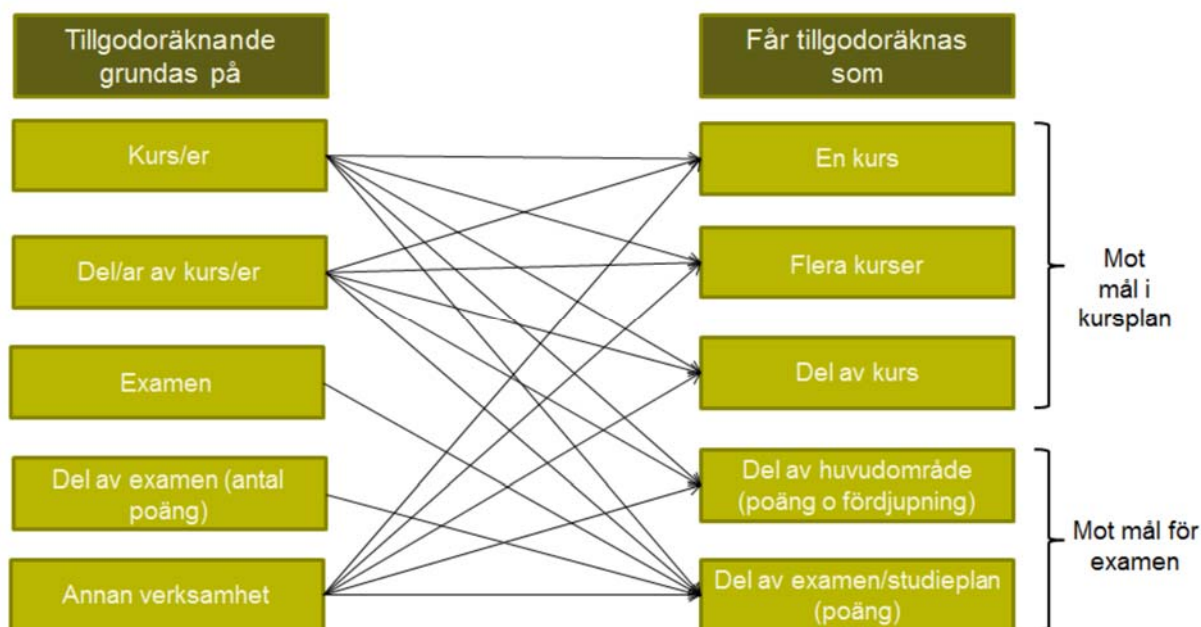 Tillgodoräknande
grundas på
Får tillgodoräknas
som
Kurs/er
En kurs
Del/ar av kurs/er
Flera kurser
Mot
mål i
kursplan
Examen
Del av kurs
Del av examen (antal
poäng)
Del av huvudområde
(poäng o fördjupning)
Mot mål för
examen
Annan verksamhet
Del av examen/studieplan
(poäng)